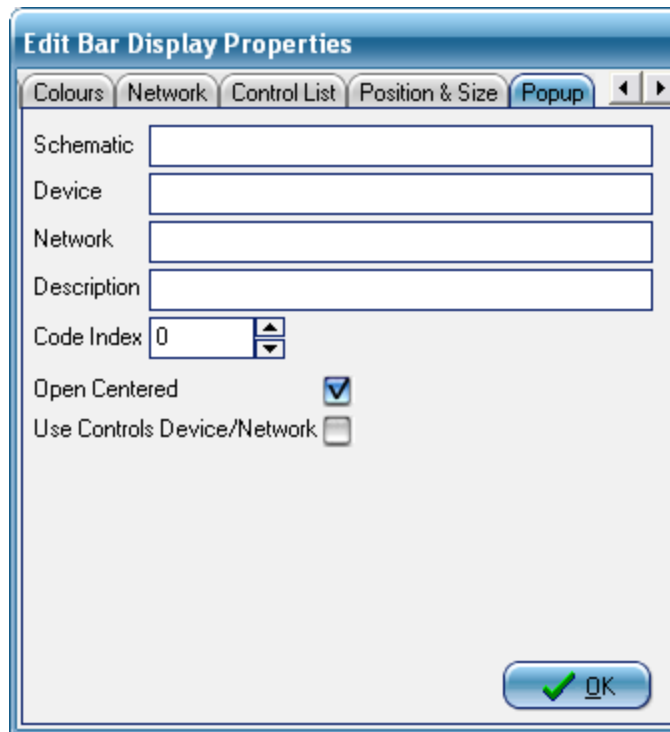 Edit Bar Display Properties
Colours Network Control List Position & Size Popup
Schematic
Device
Network
Description
Code Index 0
Open Centered
Use Controls Device/Network
OK